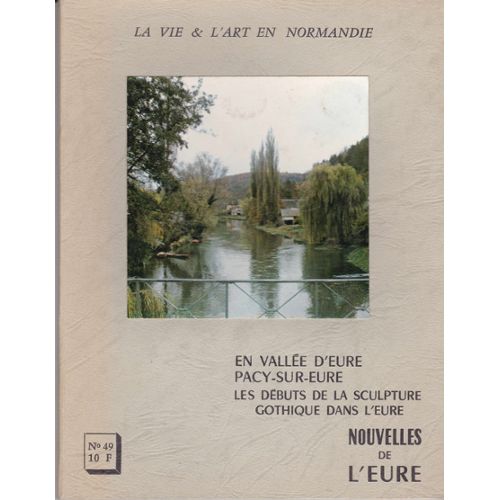 LA VIE & L'ART EN NORMANDIE
EN VALLÉE D'EURE
PACY-SUR-EURE
LES DÉBUTS DE LA SCULPTURE
GOTHIQUE DANS L'EURE
NOUVELLES
DE
L'EURE
No 49
10 F